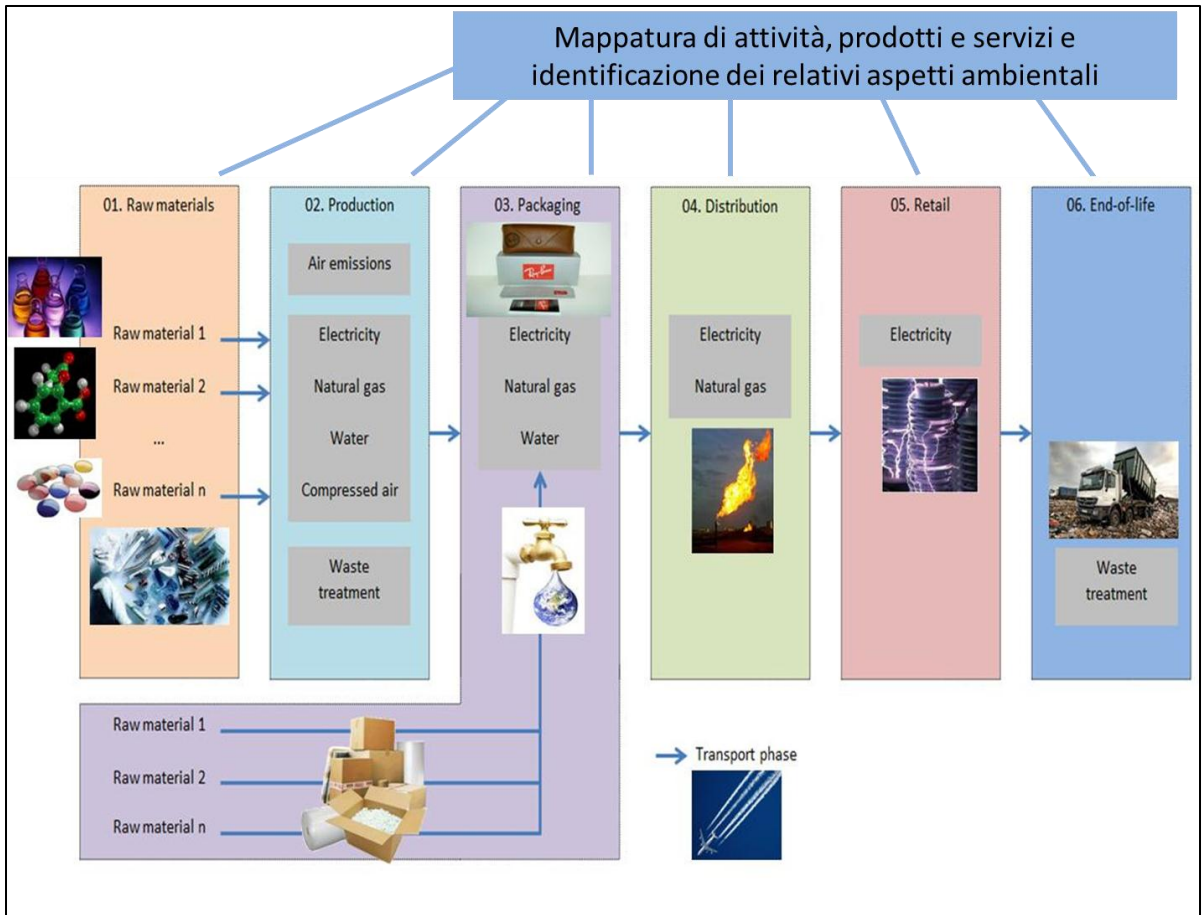 Mappatura di attività, prodotti e servizi e
identificazione dei relativi aspetti ambientali
01. Raw materials
Raw material 1
Raw material 2
...
Raw material n
02. Production
Air emissions
Electricity
Natural gas
Water
Compressed air
Waste
treatment
03. Packaging
Ray-Ban
Electricity
Natural gas
Water
Raw material 1
Raw material 2
Raw material n
04. Distribution
Electricity
Natural gas
05. Retail
Electricity
06. End-of-life
Waste
treatment
Transport phase